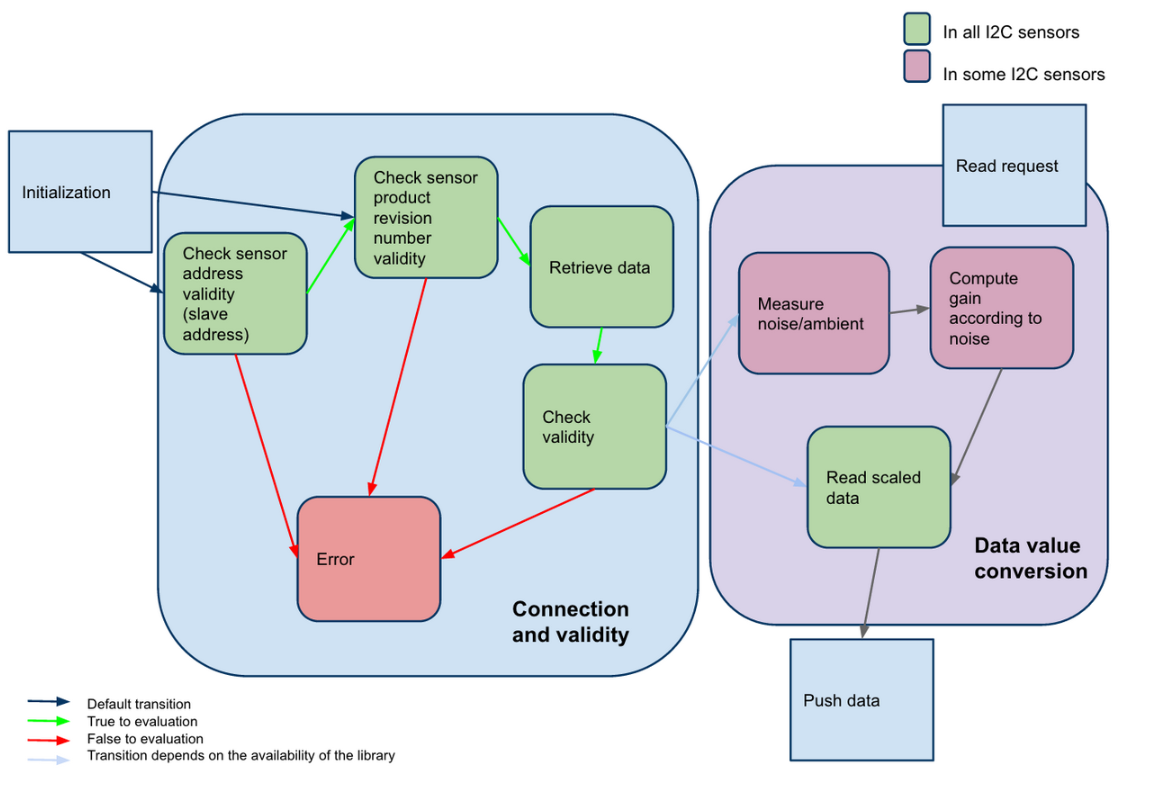 In all I2C sensors
In some I2C sensors
Initialization
Check sensor
address
validity
(slave
address)
Check sensor
product
revision
number
validity
Retrieve data
Check
validity
Error
Connection
and validity
Read request
Measure
noise/ambient
Compute
gain
according to
noise
Read scaled
data
Data value
conversion
Push data
Default transition
True to evaluation
False to evaluation
Transition depends on the availability of the library